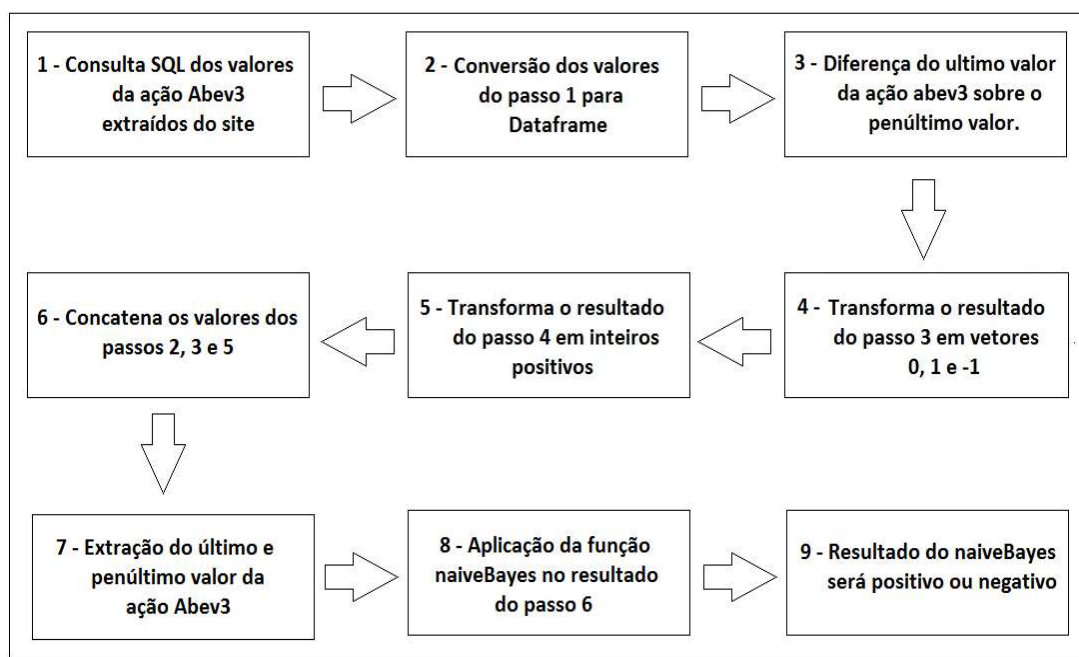 1 - Consulta SQL dos valores
da ação Abev3
extraídos do site
2 - Conversão dos valores
do passo 1 para
Dataframe
3 - Diferença do ultimo valor
da ação abev3 sobre o
penúltimo valor.
4 - Transforma o resultado
do passo 3 em vetores
0, 1 e -1
5 - Transforma o resultado
do passo 4 em inteiros
positivos
6 - Concatena os valores dos
passos 2, 3 e 5
7 - Extração do último e
penúltimo valor da
ação Abev3
8 - Aplicação da função
naiveBayes no resultado
do passo 6
9 - Resultado do naiveBayes
será positivo ou negativo